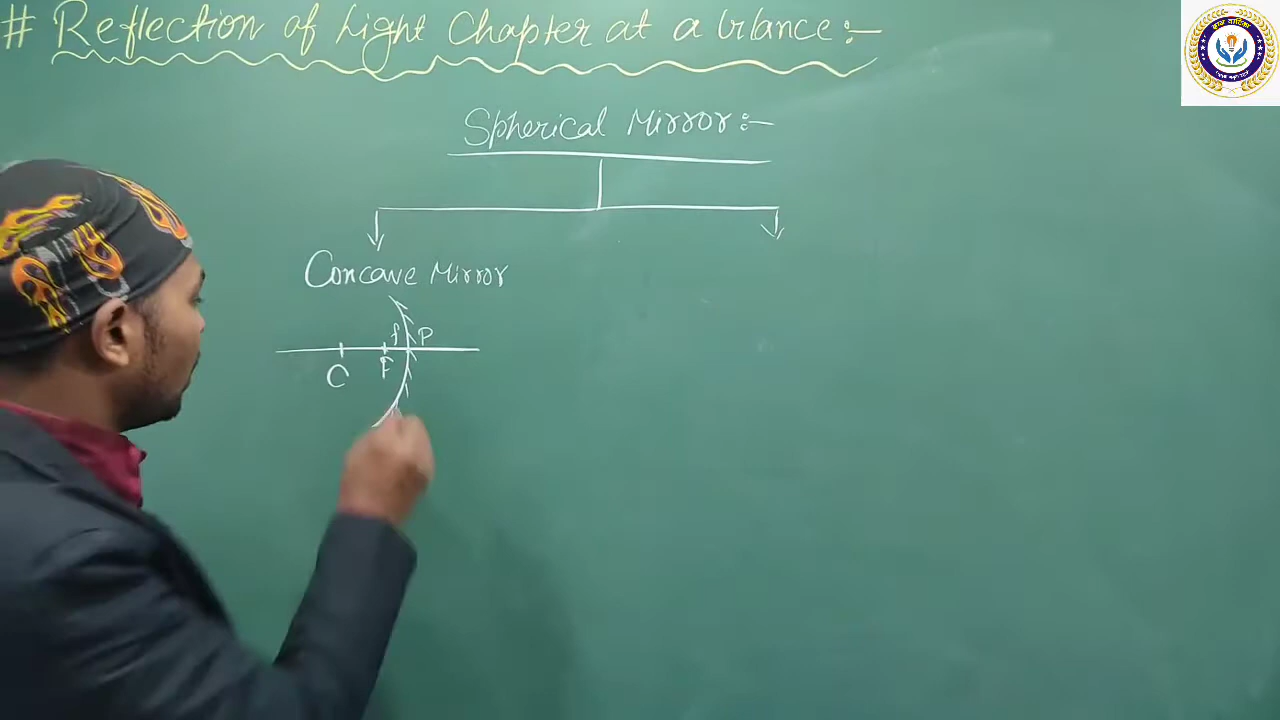 # Reflection of Light Chapter at a Glance:-
Spherical Mirror:-
Concave Mirror
f P
C F